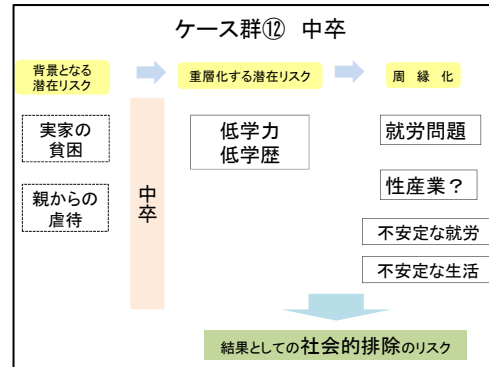 ケース群⑫ 中卒
背景となる
潜在リスク
重層化する潜在リスク
周 縁 化
実家の
貧困
親からの
虐待
中
卒
低学力
低学歴
就労問題
性産業？
不安定な就労
不安定な生活
結果としての社会的排除のリスク